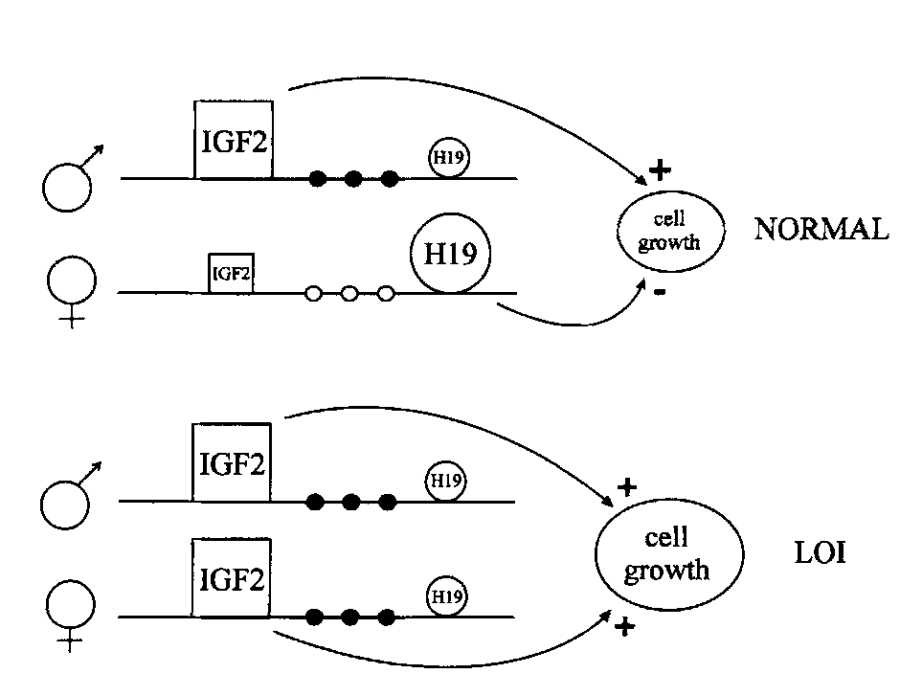 IGF2
H19
+
cell
growth
NORMAL
IGF2
H19
-
IGF2
H19
+
cell
growth
LOI
IGF2
H19
+